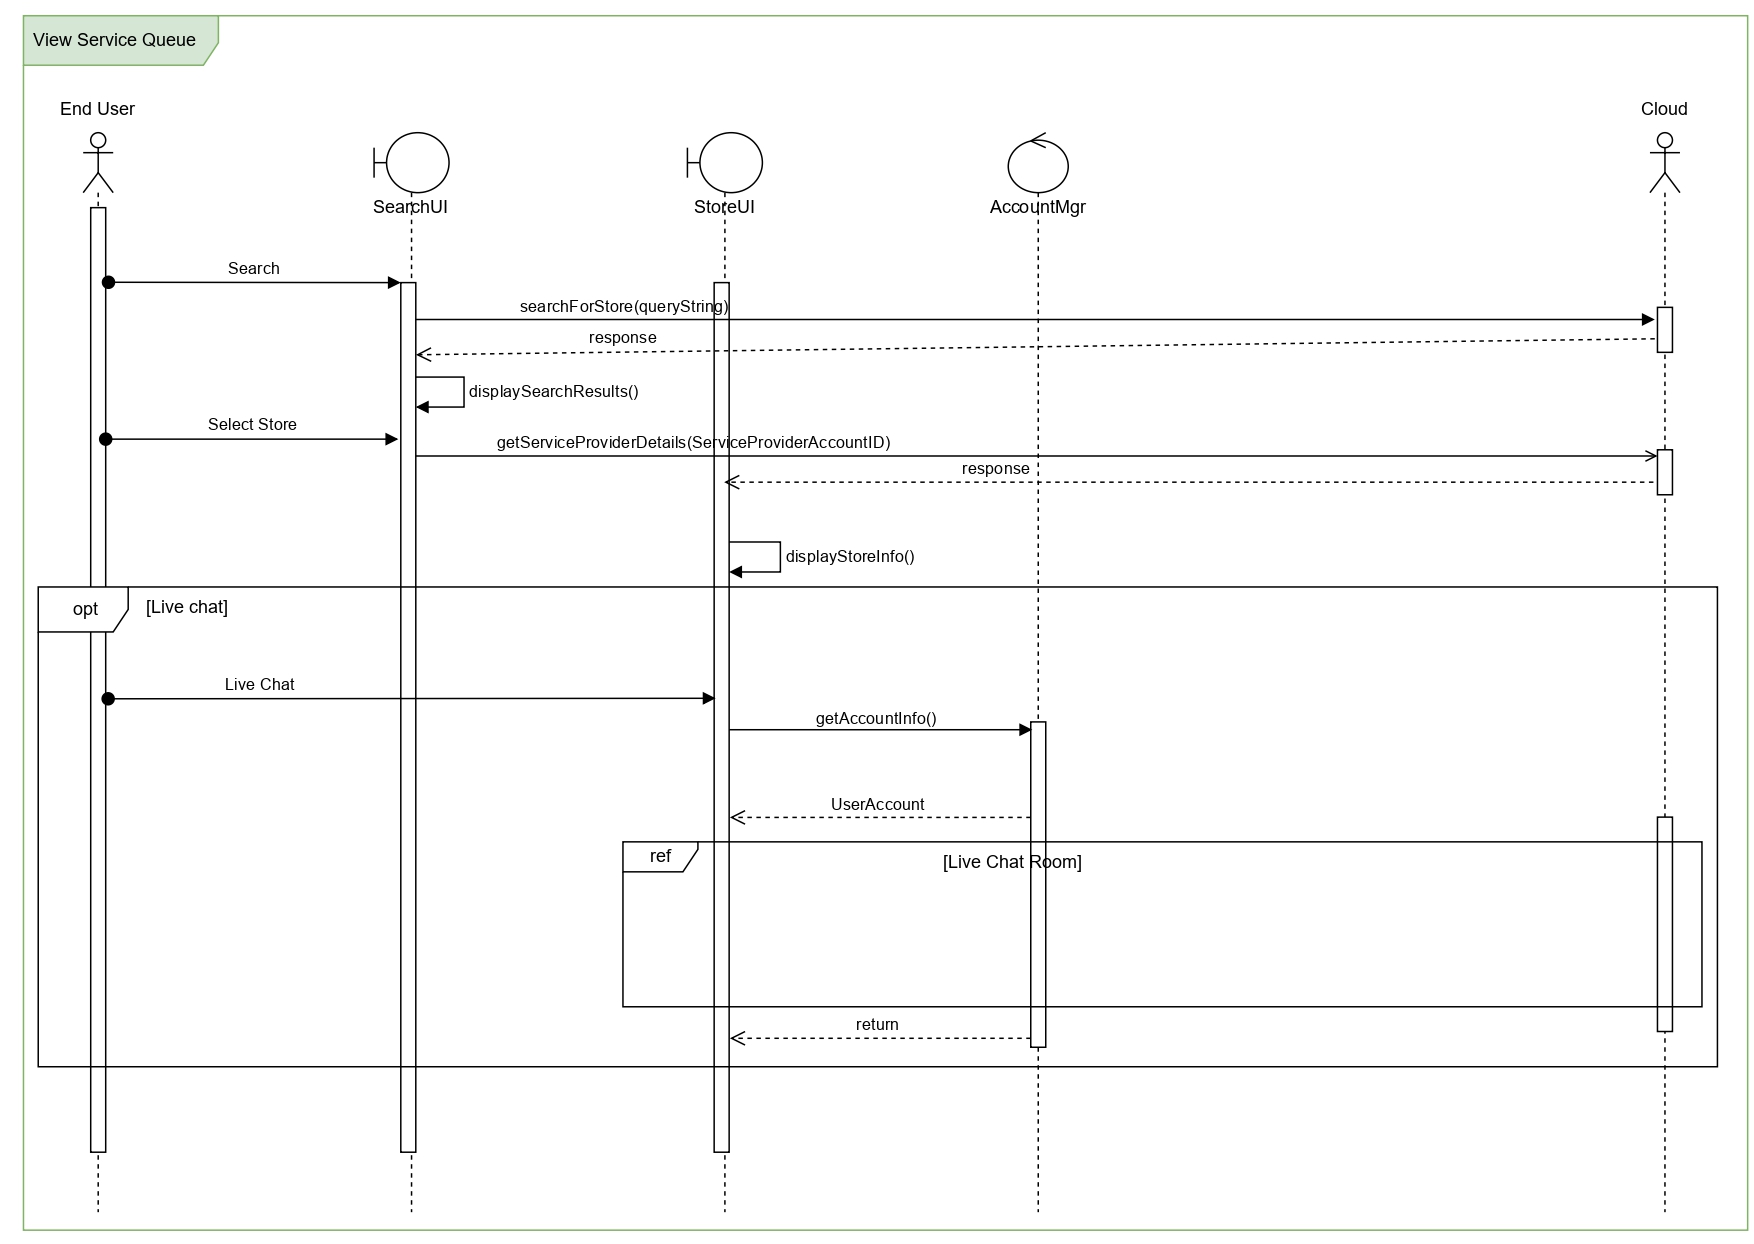 View Service Queue
End User
Cloud
SearchUI
StoreUI
AccountMgr
Search
searchForStore(queryString)
response
displaySearchResults()
Select Store
getServiceProviderDetails(ServiceProviderAccountID)
response
displayStoreInfo()
opt
[Live chat]
Live Chat
getAccountInfo()
UserAccount
ref
[Live Chat Room]
return